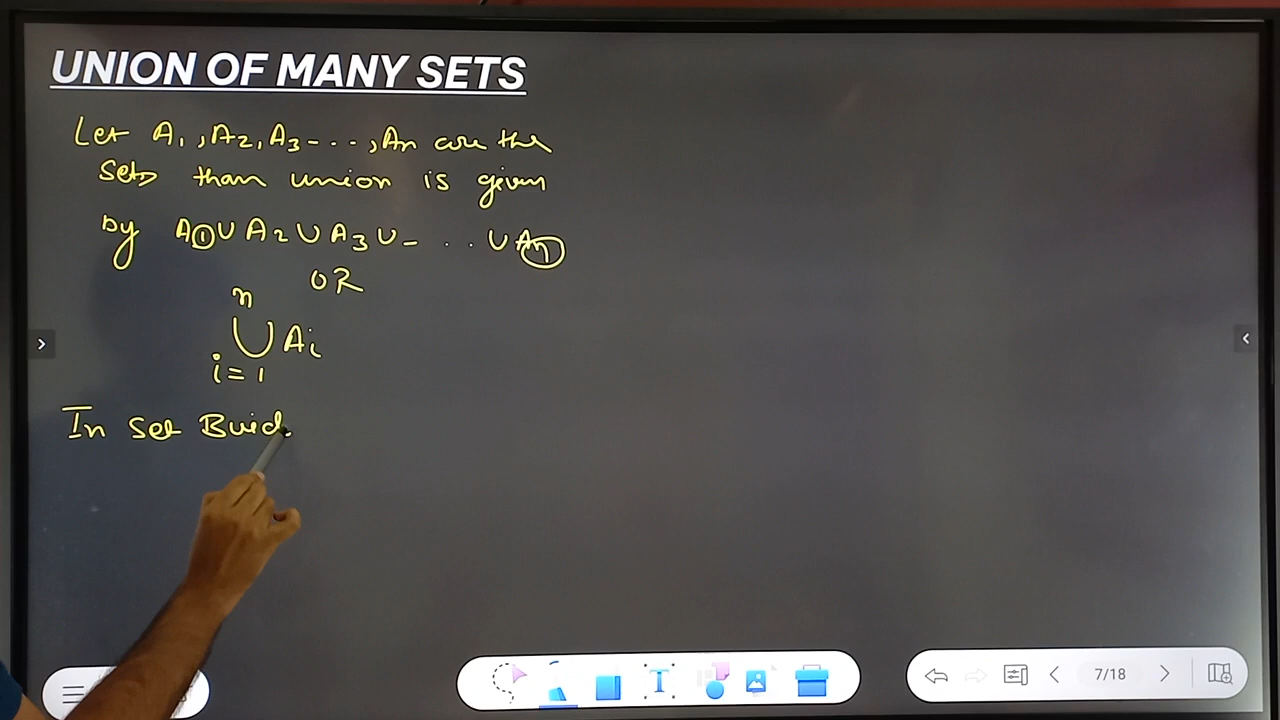 UNION OF MANY SETS
Let A₁, A₂, A₃ - - - -, An are the
sets than union is given
by A₁ ∪ A₂ ∪ A₃ ∪ - . . ∪ An
OR
n
∪ Ai
i = 1
In set Buid
7/18